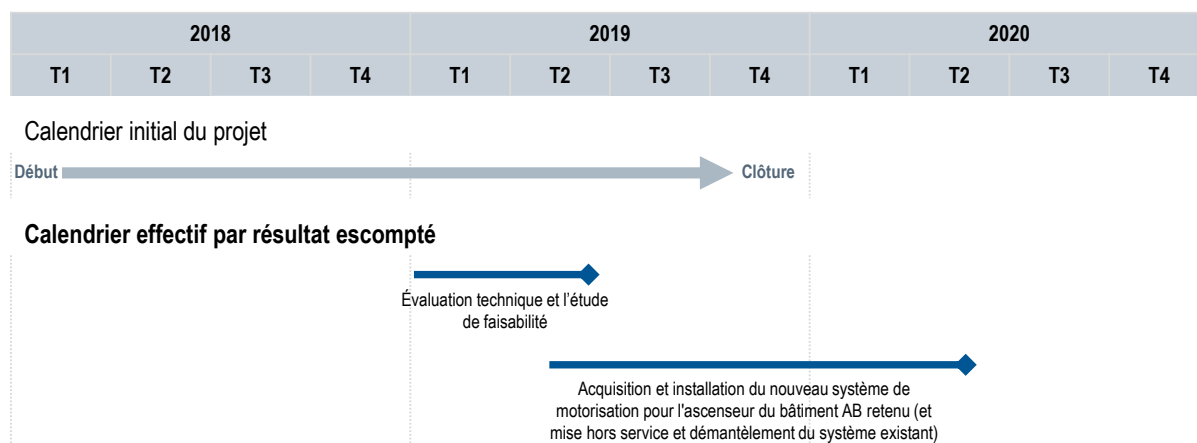 2018 2019 2020
T1 T2 T3 T4 T1 T2 T3 T4 T1 T2 T3 T4
Calendrier initial du projet
Début Clôture
Calendrier effectif par résultat escompté
Évaluation technique et l'étude
de faisabilité
Acquisition et installation du nouveau système de
motorisation pour l'ascenseur du bâtiment AB retenu (et
mise hors service et démantèlement du système existant)